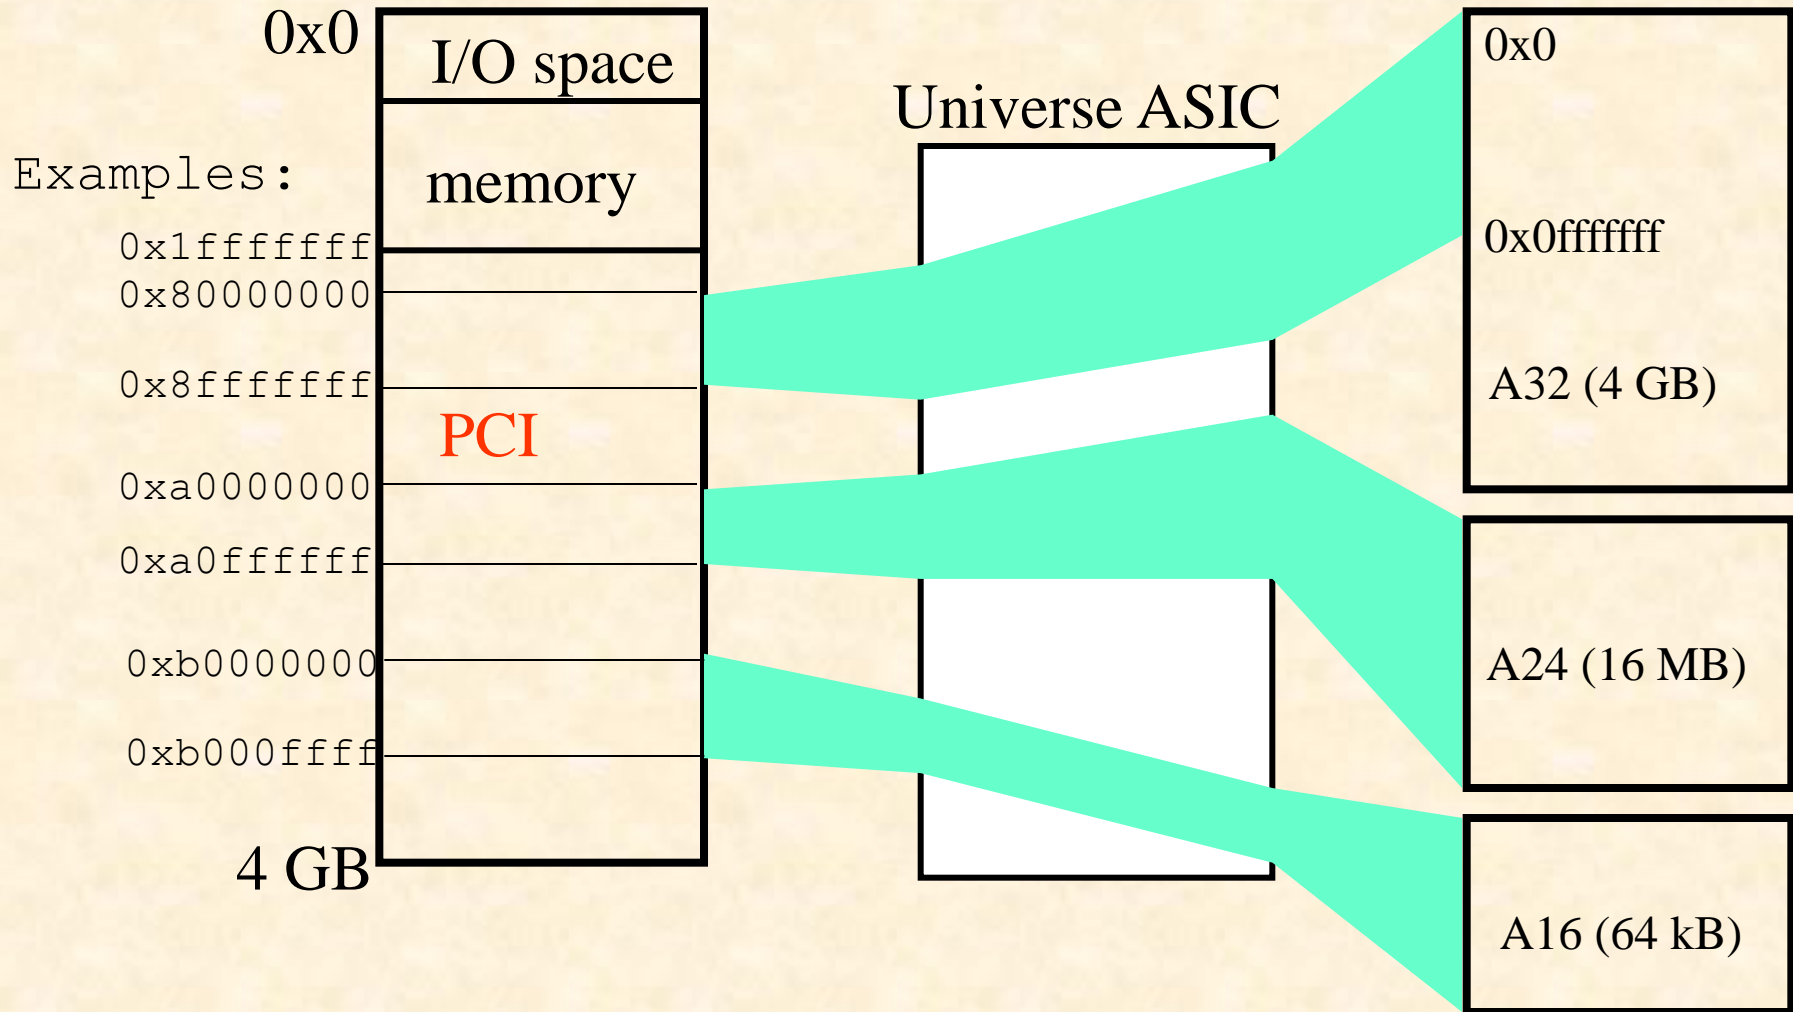 0x0
I/O space
Examples:
memory
0x1fffffff
0x80000000
0x8fffffff
PCI
0xa0000000
0xa0ffffff
0xb0000000
0xb000ffff
4 GB
Universe ASIC
0x0
0x0fffffff
A32 (4 GB)
A24 (16 MB)
A16 (64 kB)